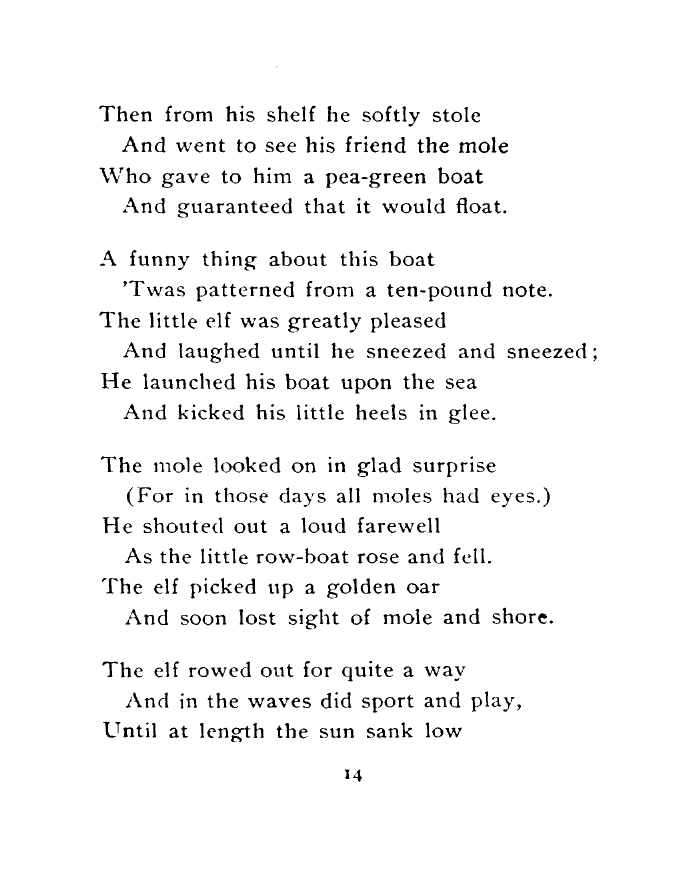 Then from his shelf he softly stole
And went to see his friend the mole
Who gave to him a pea-green boat
And guaranteed that it would float.
A funny thing about this boat
'Twas patterned from a ten-pound note.
The little elf was greatly pleased
And laughed until he sneezed and sneezed;
He launched his boat upon the sea
And kicked his little heels in glee.
The mole looked on in glad surprise
(For in those days all moles had eyes.)
He shouted out a loud farewell
As the little row-boat rose and fell.
The elf picked up a golden oar
And soon lost sight of mole and shore.
The elf rowed out for quite a way
And in the waves did sport and play,
Until at length the sun sank low
14